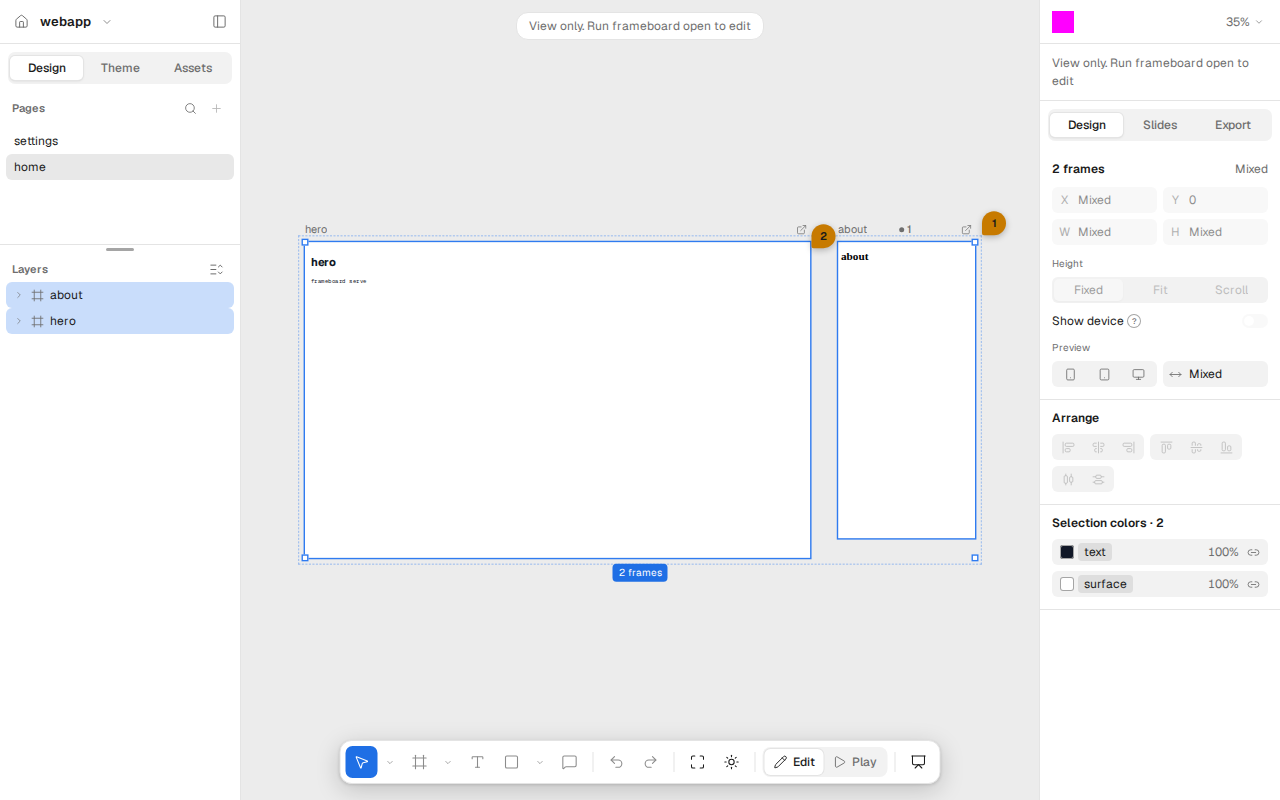 webapp
Design Theme Assets
Pages
settings
home
Layers
about
hero
View only. Run frameboard open to edit
hero
2
about 1
1
hero
frameboard serve
about
2 frames
Edit Play
35%
View only. Run frameboard open to
edit
Design Slides Export
2 frames Mixed
X Mixed Y 0
W Mixed H Mixed
Height
Fixed Fit Scroll
Show device ?
Preview
Mixed
Arrange
Selection colors · 2
text 100%
surface 100%